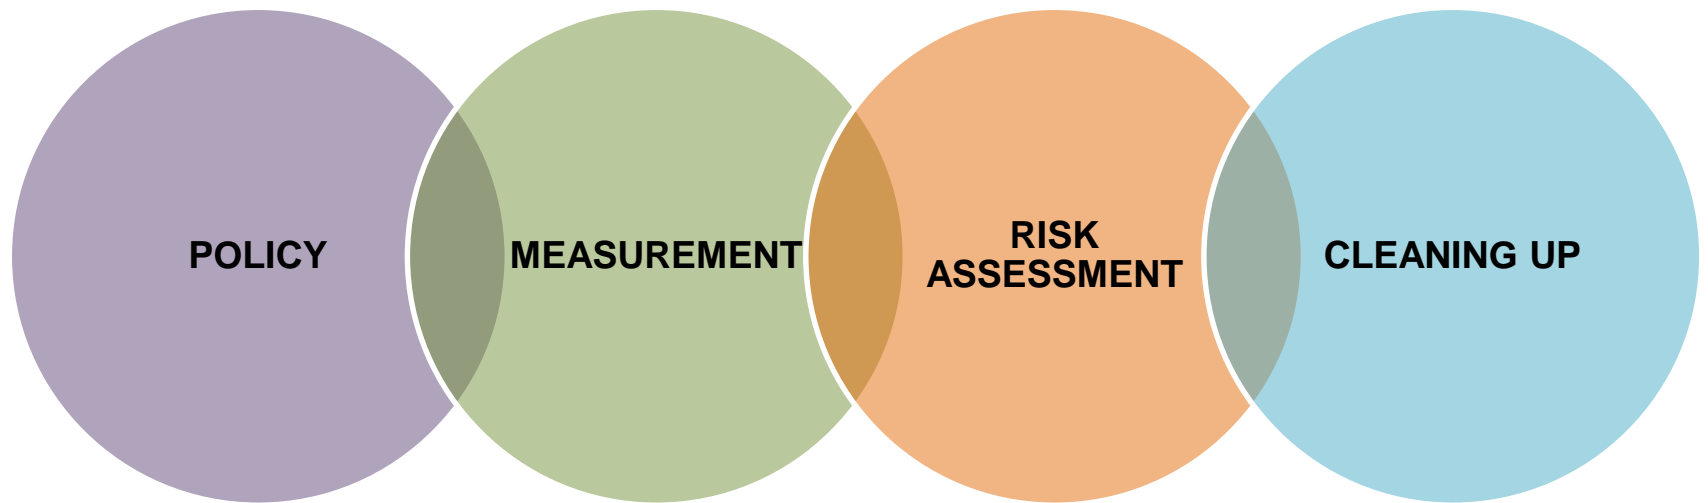 POLICY
MEASUREMENT
RISK
ASSESSMENT
CLEANING UP